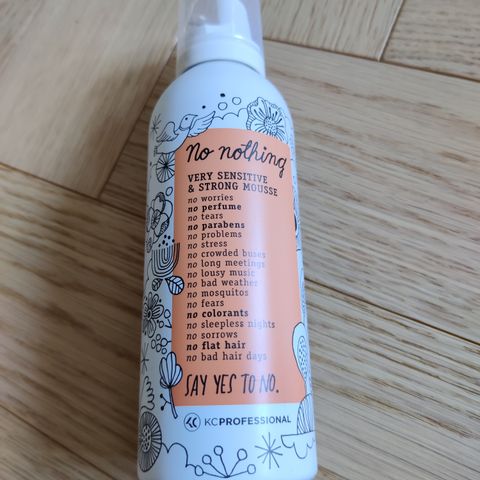 No nothing
VERY SENSITIVE
& STRONG MOUSSE
no worries
no perfume
no tears
no parabens
no problems
no stress
no crowded buses
no long meetings
no lousy music
no bad weather
no mosquitos
no fears
no colorants
no sleepless nights
no sorrows
no flat hair
no bad hair days
SAY YES TO NO.
KCPROFESSIONAL